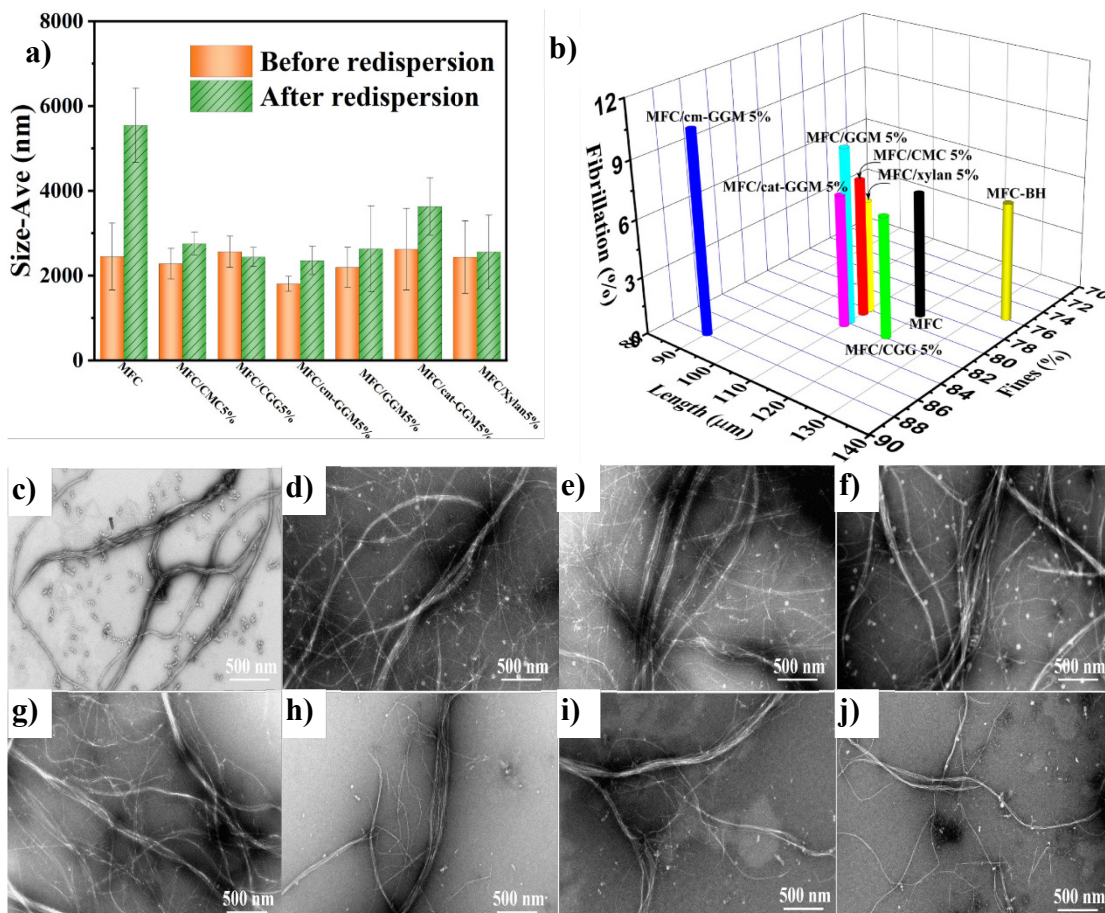 a)
8000
6000
4000
2000
0
Size-Ave (nm)
Before redispersion
After redispersion
MFC
MFC/CMC5%
MFC/CGG5%
MFC/cm-GGM5%
MFC/GGM5%
MFC/cat-GGM5%
MFC/Xylan5%
b)
12
9
6
3
Fibrillation (%)
MFC/cm-GGM 5%
MFC/GGM 5%
MFC/CMC 5%
MFC/xylan 5%
MFC/cat-GGM 5%
MFC-BH
MFC
MFC/CGG 5%
90
100
110
120
130
140
Length (μm)
70
72
74
76
78
80
82
84
86
88
90
Fines (%)
c)
500 nm
d)
500 nm
e)
500 nm
f)
500 nm
g)
500 nm
h)
500 nm
i)
500 nm
j)
500 nm